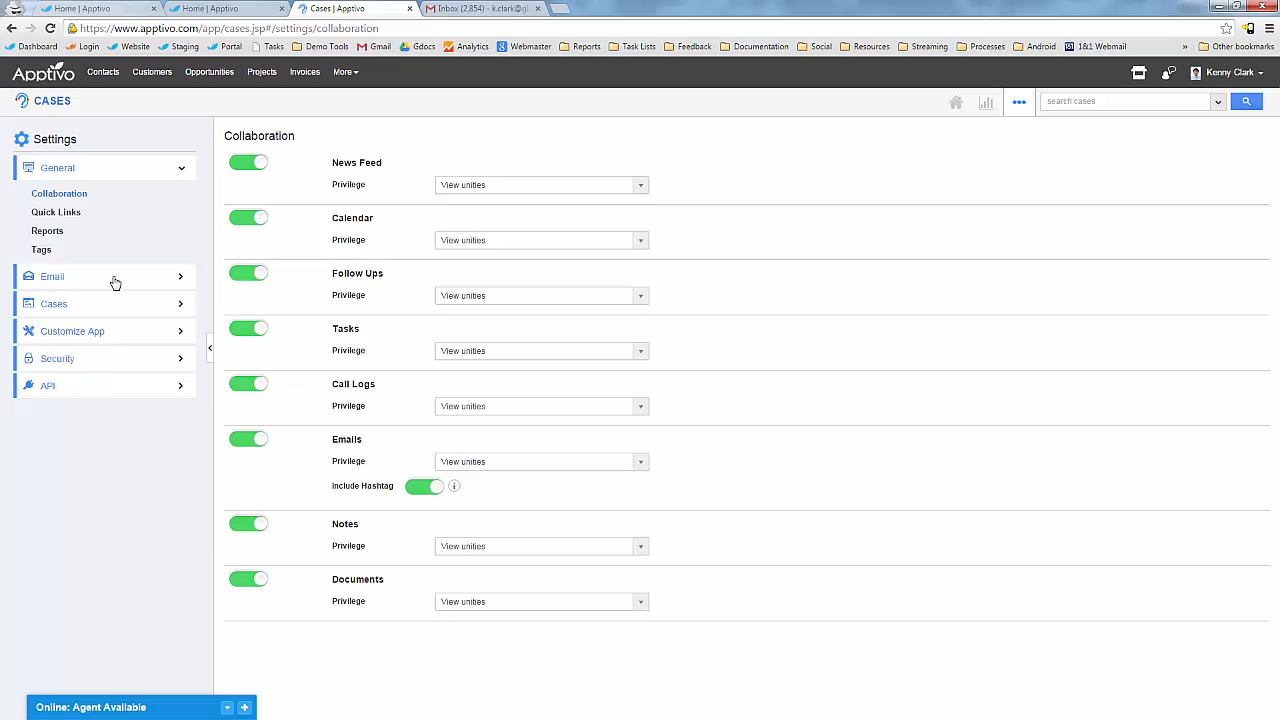 Home | Apptivo
Home | Apptivo
Cases | Apptivo
Inbox (2,854) - k.clark@gl
https://www.apptivo.com/app/cases.jsp#/settings/collaboration
Dashboard Login Website Staging Portal Tasks Demo Tools Gmail Gdocs Analytics Webmaster Reports Task Lists Feedback Documentation Social Resources Streaming Processes Android 1&1 Webmail » Other bookmarks
Apptivo Contacts Customers Opportunities Projects Invoices More Kenny Clark
CASES
search cases
Settings
General
Collaboration
Quick Links
Reports
Tags
Email
Cases
Customize App
Security
API
Collaboration
News Feed
Privilege View unities
Calendar
Privilege View unities
Follow Ups
Privilege View unities
Tasks
Privilege View unities
Call Logs
Privilege View unities
Emails
Privilege View unities
Include Hashtag i
Notes
Privilege View unities
Documents
Privilege View unities
Online: Agent Available